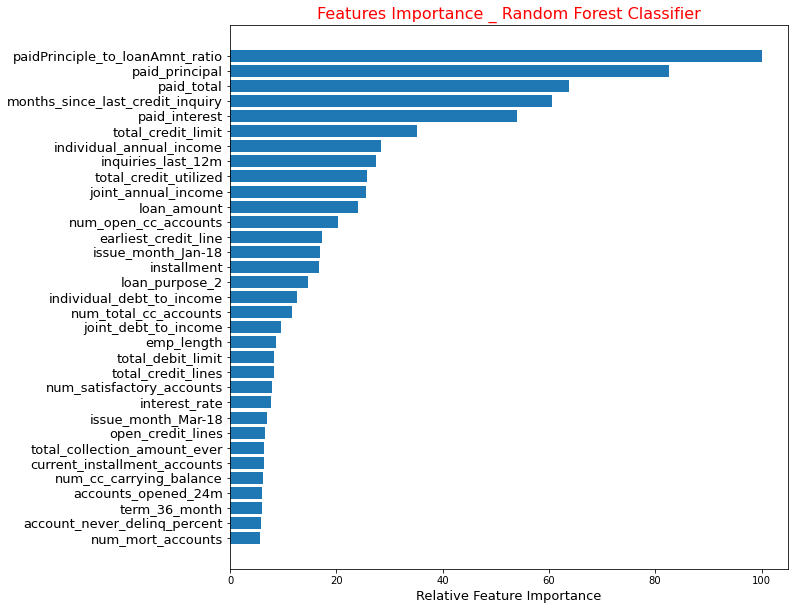 Features Importance _ Random Forest Classifier
paidPrinciple_to_loanAmnt_ratio
paid_principal
paid_total
months_since_last_credit_inquiry
paid_interest
total_credit_limit
individual_annual_income
inquiries_last_12m
total_credit_utilized
joint_annual_income
loan_amount
num_open_cc_accounts
earliest_credit_line
issue_month_Jan-18
installment
loan_purpose_2
individual_debt_to_income
num_total_cc_accounts
joint_debt_to_income
emp_length
total_debit_limit
total_credit_lines
num_satisfactory_accounts
interest_rate
issue_month_Mar-18
open_credit_lines
total_collection_amount_ever
current_installment_accounts
num_cc_carrying_balance
accounts_opened_24m
term_36_month
account_never_delinq_percent
num_mort_accounts
0 20 40 60 80 100
Relative Feature Importance